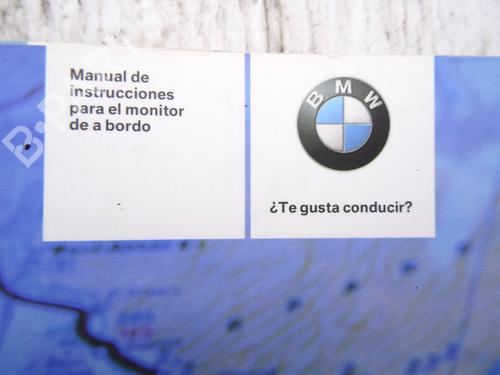 Manual de
instrucciones
para el monitor
de a bordo
BMW
¿Te gusta conducir?